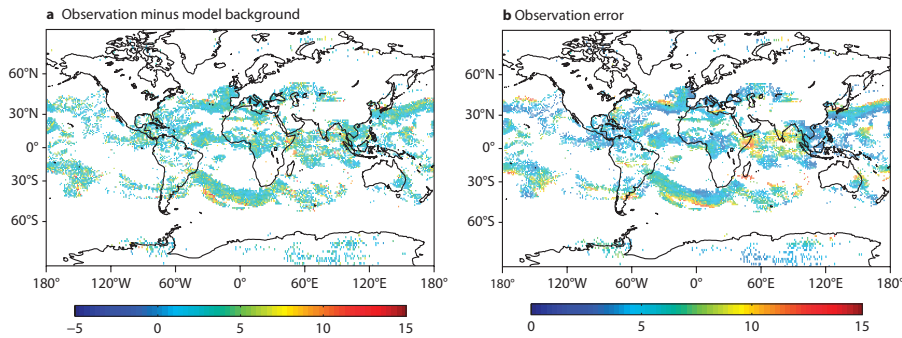 a Observation minus model background
b Observation error
60°N
30°N
0°
30°S
60°S
180° 120°W 60°W 0° 60°E 120°E 180°
−5 0 5 10 15
60°N
30°N
0°
30°S
60°S
180° 120°W 60°W 0° 60°E 120°E 180°
0 5 10 15